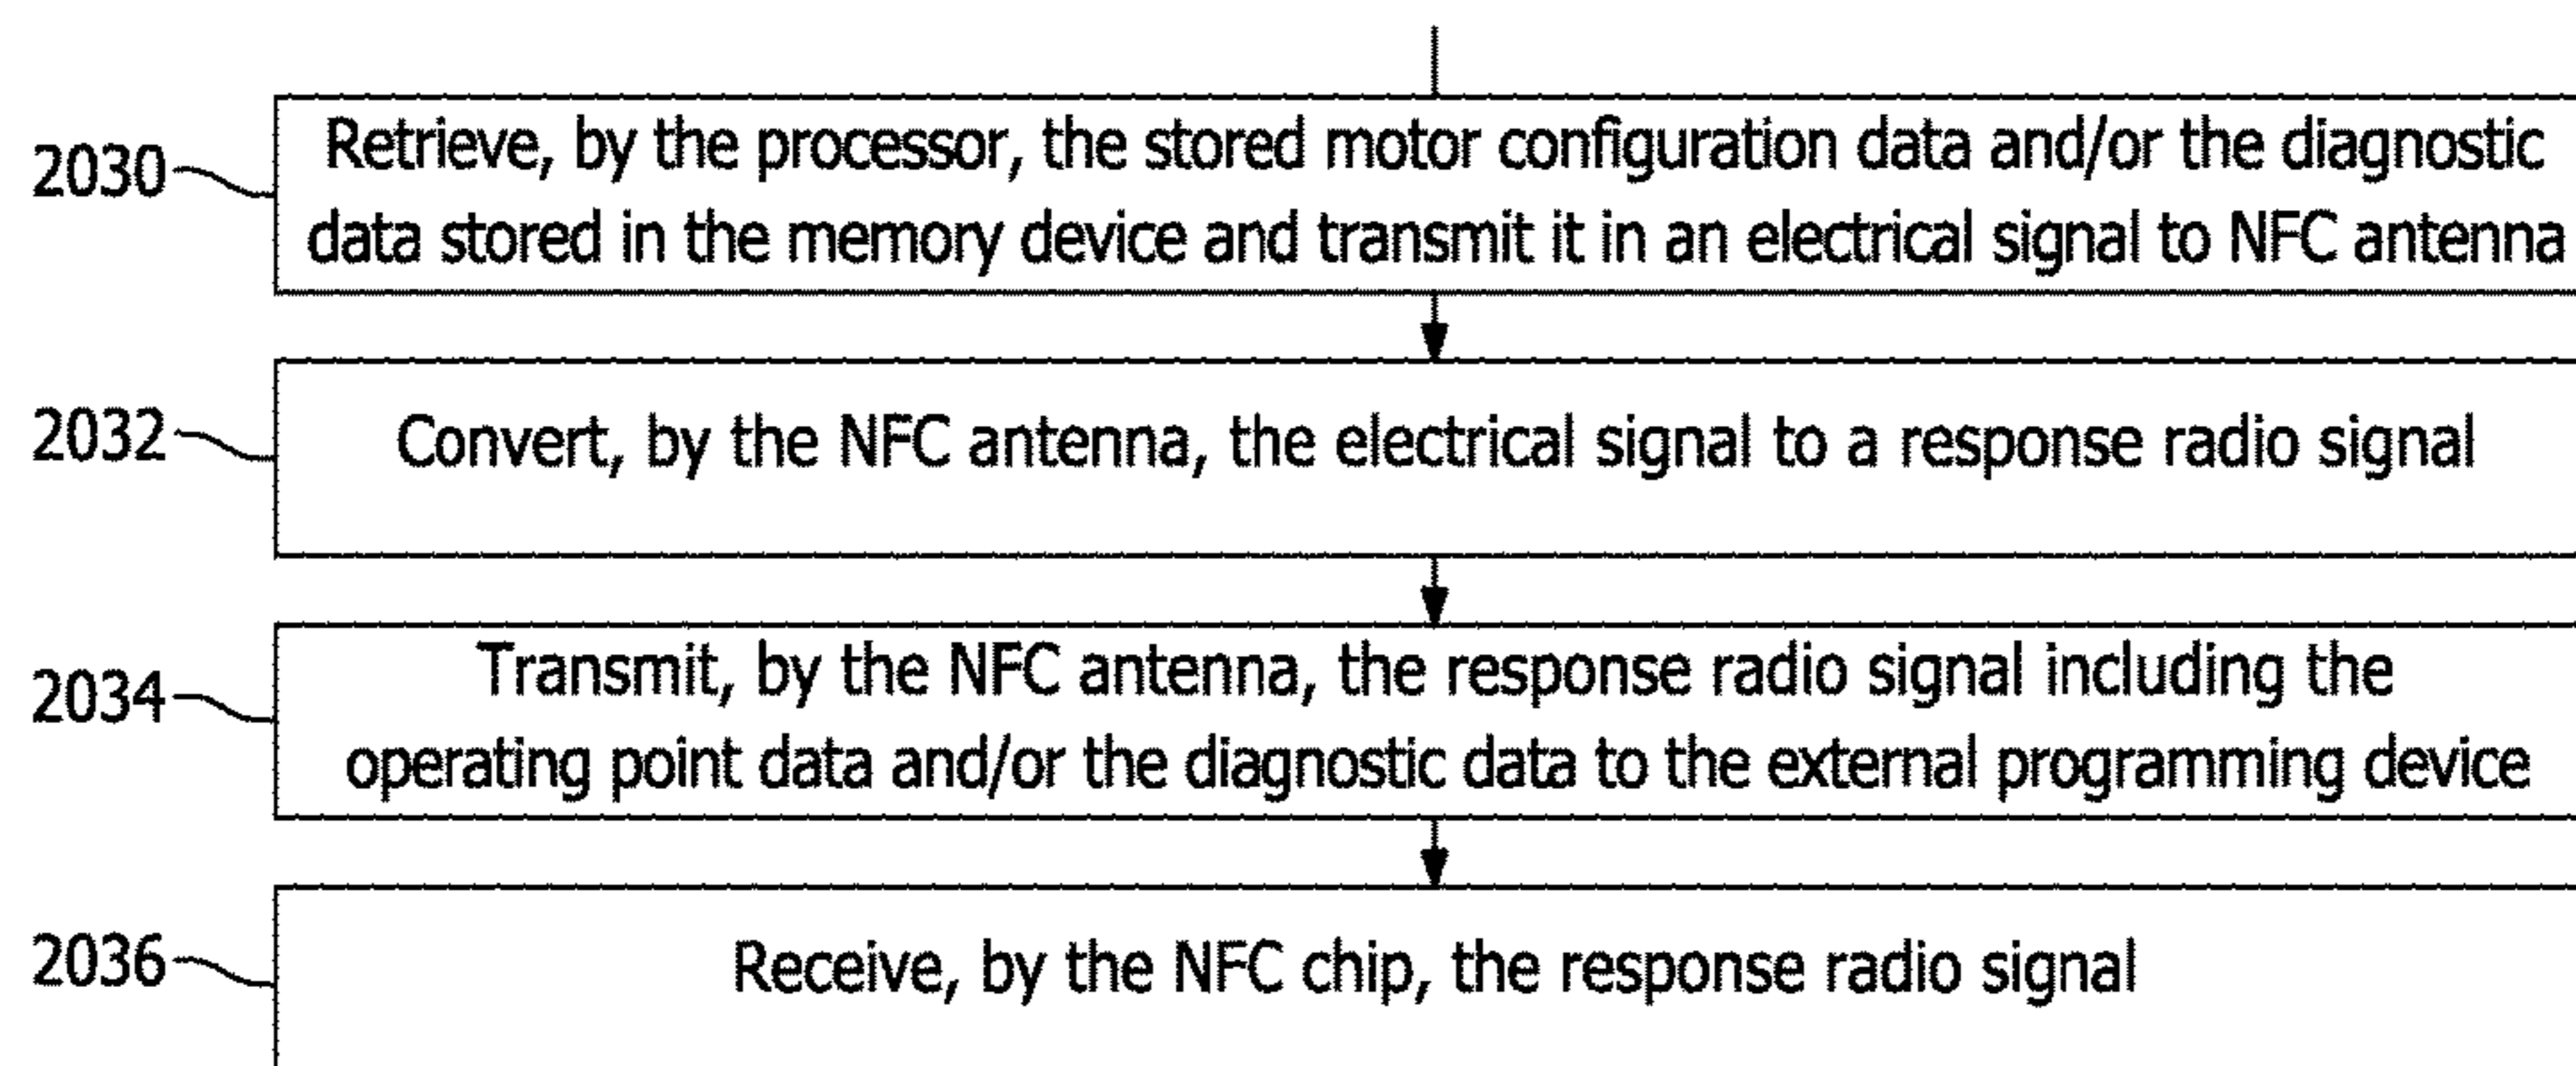 2030
Retrieve, by the processor, the stored motor configuration data and/or the diagnostic
data stored in the memory device and transmit it in an electrical signal to NFC antenna
2032
Convert, by the NFC antenna, the electrical signal to a response radio signal
2034
Transmit, by the NFC antenna, the response radio signal including the
operating point data and/or the diagnostic data to the external programming device
2036
Receive, by the NFC chip, the response radio signal